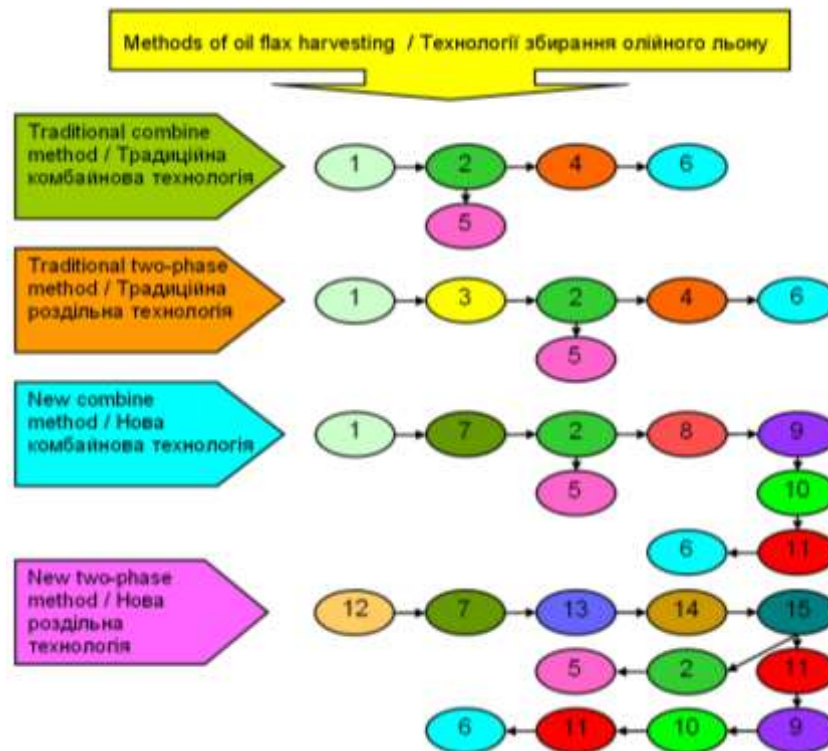 Methods of oil flax harvesting / Технології збирання олійного льону
Traditional combine
method / Традиційна
комбайнова технологія
1 2 4 6
5
Traditional two-phase
method / Традиційна
роздільна технологія
1 3 2 4 6
5
New combine
method / Нова
комбайнова технологія
1 7 2 8 9
5 10
6 11
New two-phase
method / Нова
роздільна
технологія
12 7 13 14 15
5 2 11
6 11 10 9